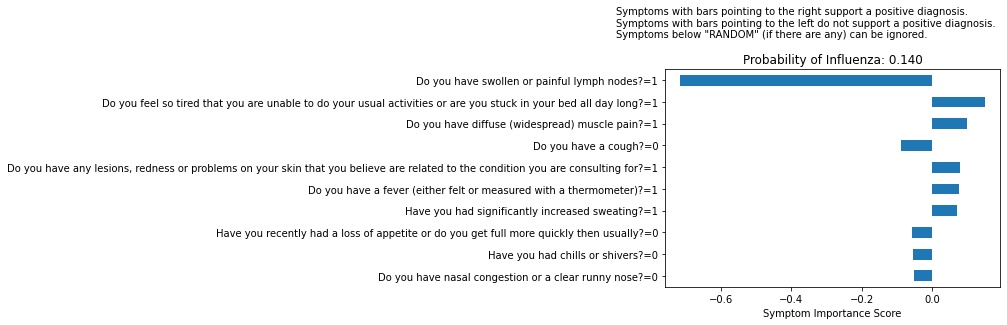 Symptoms with bars pointing to the right support a positive diagnosis.
Symptoms with bars pointing to the left do not support a positive diagnosis.
Symptoms below "RANDOM" (if there are any) can be ignored.
Probability of Influenza: 0.140
Do you have swollen or painful lymph nodes?=1
Do you feel so tired that you are unable to do your usual activities or are you stuck in your bed all day long?=1
Do you have diffuse (widespread) muscle pain?=1
Do you have a cough?=0
Do you have any lesions, redness or problems on your skin that you believe are related to the condition you are consulting for?=1
Do you have a fever (either felt or measured with a thermometer)?=1
Have you had significantly increased sweating?=1
Have you recently had a loss of appetite or do you get full more quickly then usually?=0
Have you had chills or shivers?=0
Do you have nasal congestion or a clear runny nose?=0
−0.6 −0.4 −0.2 0.0
Symptom Importance Score